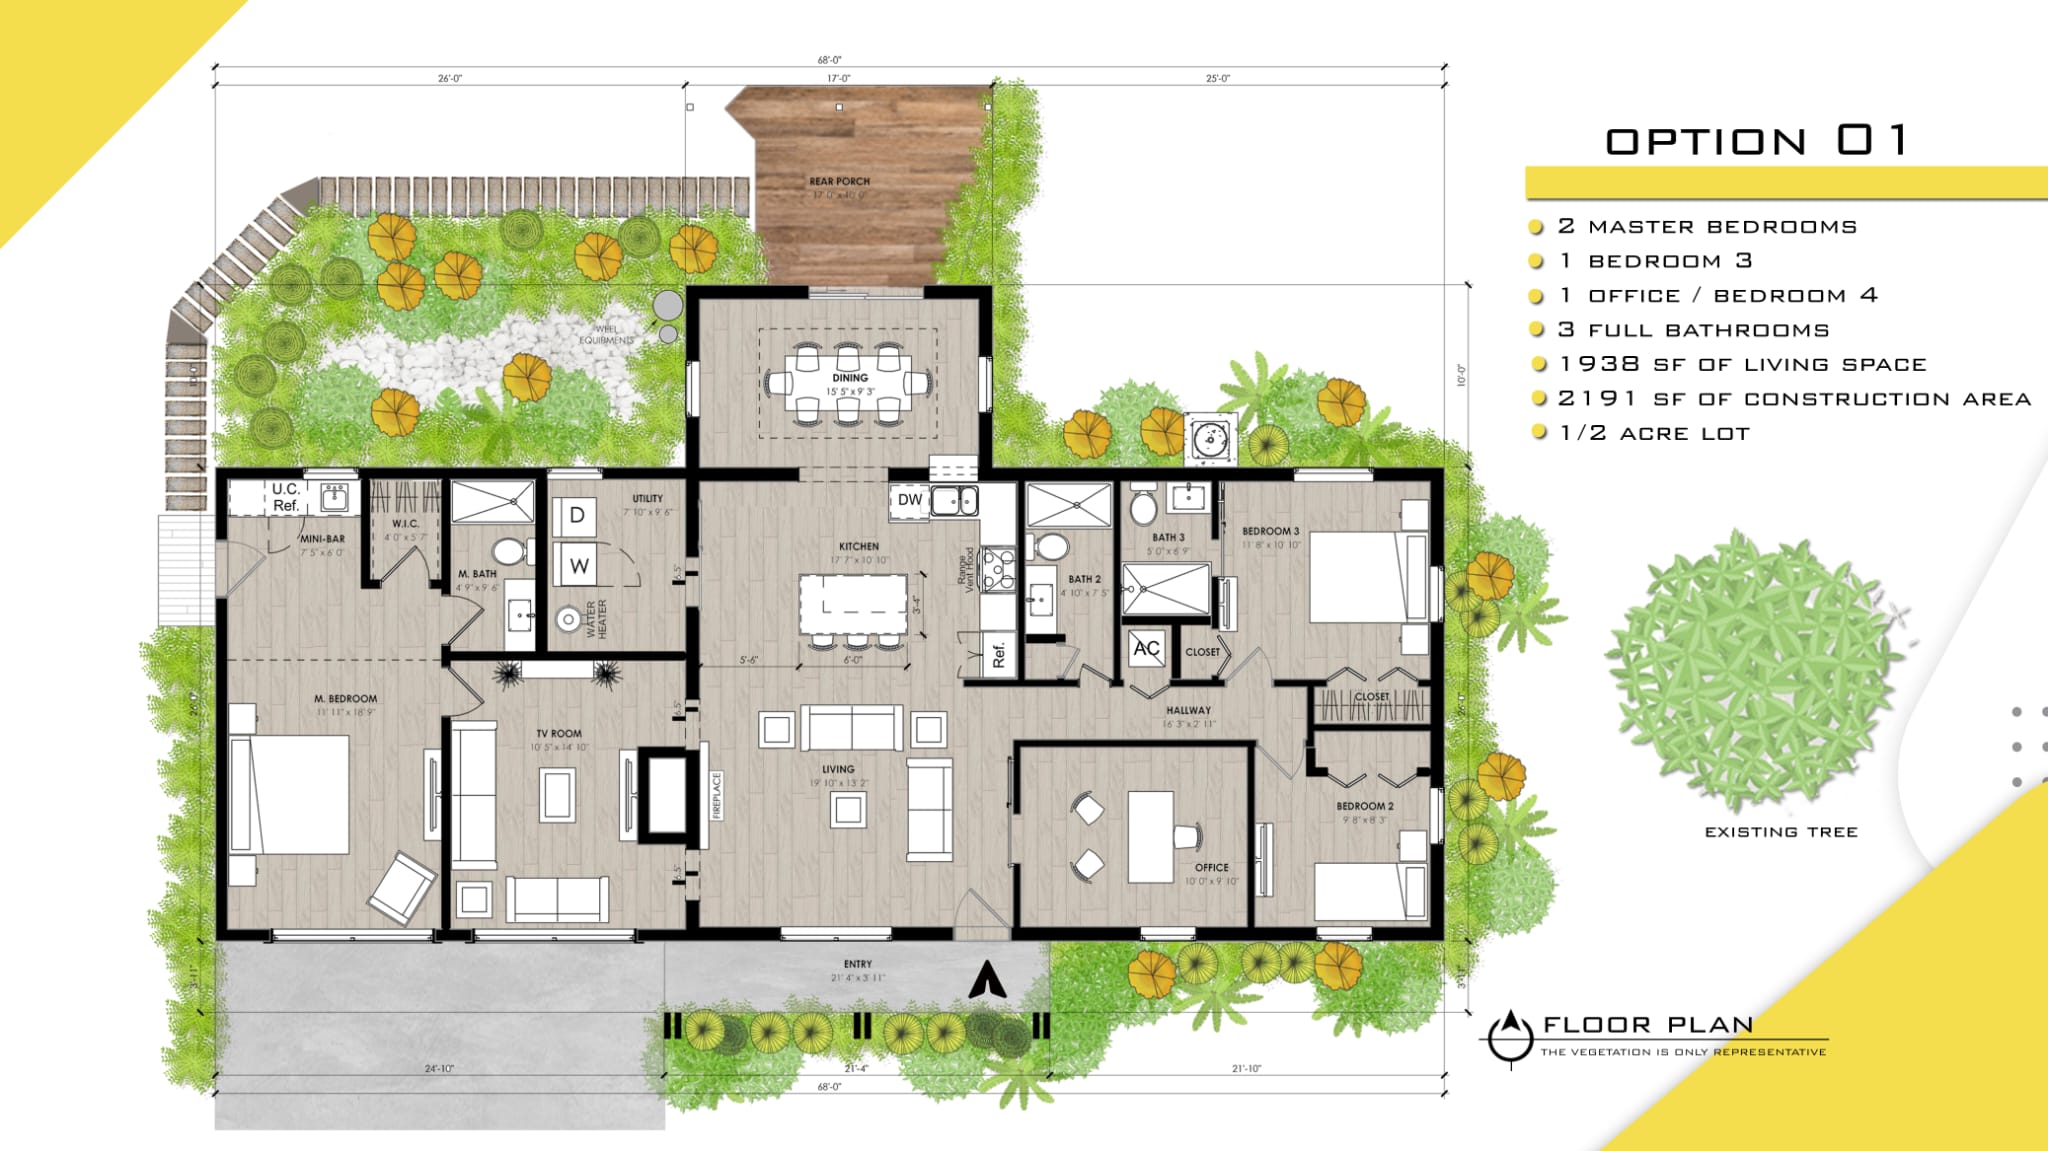 68'-0"
26'-0"
17'-0"
25'-0"
OPTION 01
2 MASTER BEDROOMS
1 BEDROOM 3
1 OFFICE / BEDROOM 4
3 FULL BATHROOMS
1938 SF OF LIVING SPACE
2191 SF OF CONSTRUCTION AREA
1/2 ACRE LOT
REAR PORCH
17' 0" x 10' 0"
WEEL
EQUIBMENTS
DINING
15' 5" x 9' 3"
10'-0"
U.C.
Ref.
MINI-BAR
7' 5" x 6' 0"
W.I.C.
4' 0" x 5' 7"
M. BATH
4' 9" x 9' 6"
UTILITY
7' 10" x 9' 6"
D
W
WATER
HEATER
6.5"
DW
KITCHEN
17' 7" x 10' 10"
Range
Vent Hood
3'-4"
5'-6"
6'-0"
Ref.
BATH 2
4' 10" x 7' 5"
BATH 3
5' 0" x 6' 9"
AC
CLOSET
BEDROOM 3
11' 8" x 10' 10"
CLOSET
HALLWAY
16' 3" x 2' 11"
M. BEDROOM
11' 11" x 18' 9"
26'-0"
TV ROOM
10' 5" x 14' 10"
6.5"
6.5"
FIREPLACE
LIVING
19' 10" x 13' 2"
OFFICE
10' 0" x 9' 10"
BEDROOM 2
9' 8" x 8' 3"
26'-0"
EXISTING TREE
ENTRY
21' 4" x 3' 11"
3'-11"
3'-11"
24'-10"
21'-4"
21'-10"
68'-0"
FLOOR PLAN
THE VEGETATION IS ONLY REPRESENTATIVE